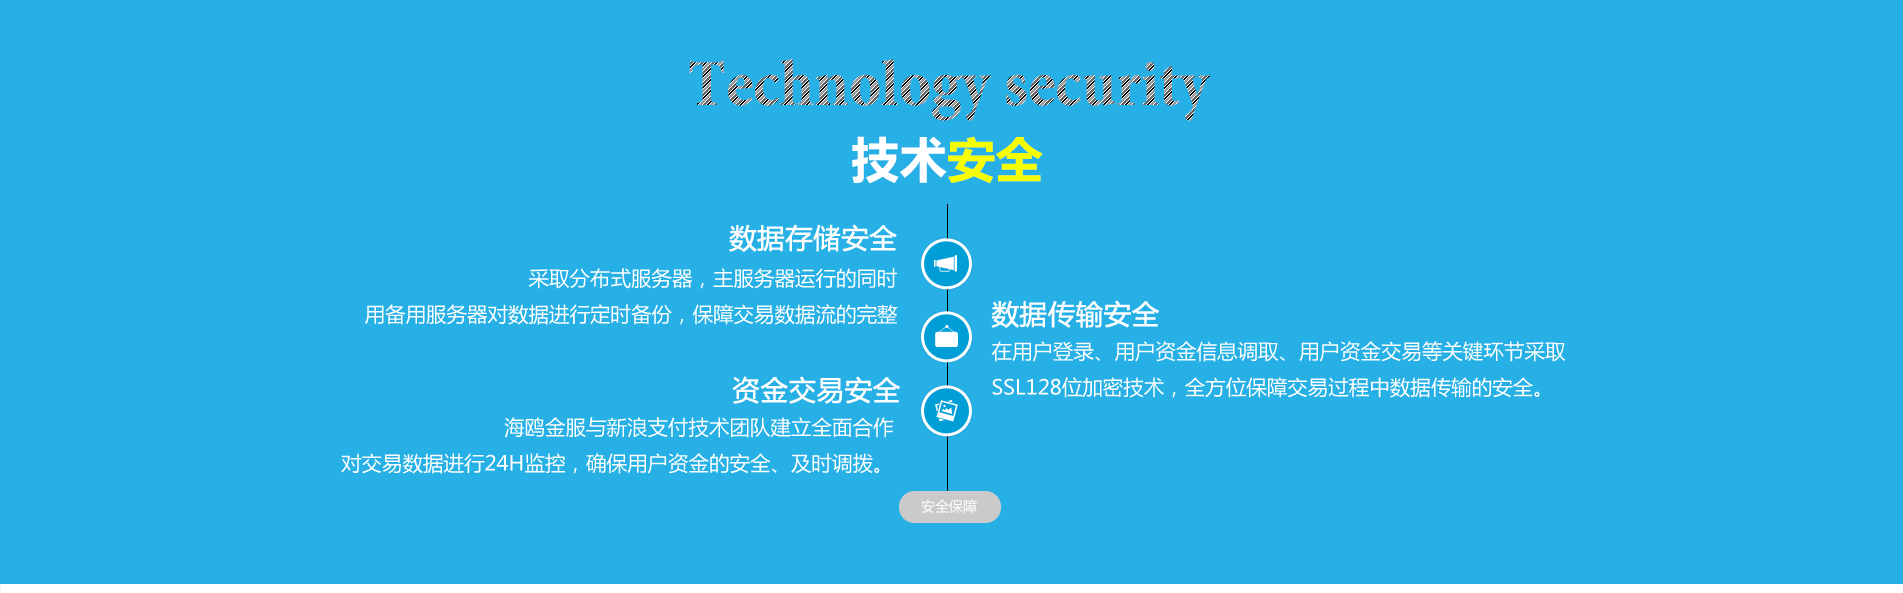 Technology security
技术安全
数据存储安全
采取分布式服务器，主服务器运行的同时
用备用服务器对数据进行定时备份，保障交易数据流的完整
数据传输安全
在用户登录、用户资金信息调取、用户资金交易等关键环节采取
SSL128位加密技术，全方位保障交易过程中数据传输的安全。
资金交易安全
海鸥金服与新浪支付技术团队建立全面合作
对交易数据进行24H监控，确保用户资金的安全、及时调拨。
安全保障